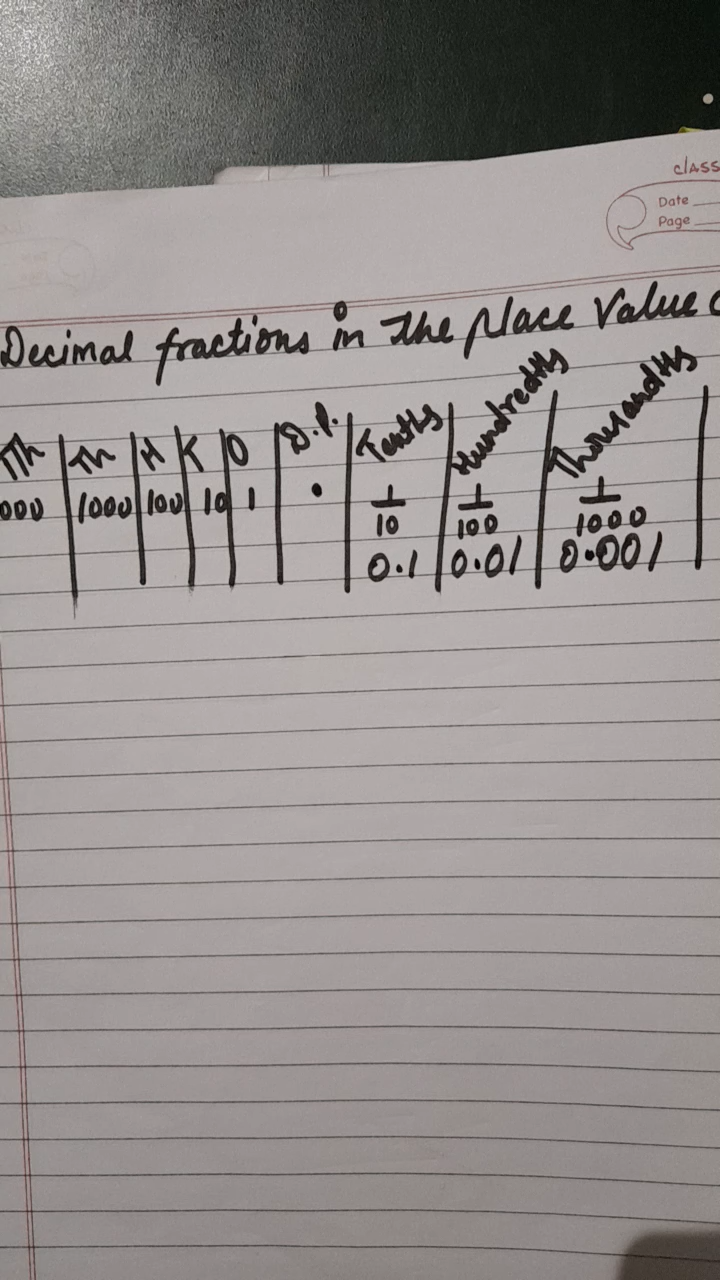 class
Date
Page
Decimal fractions in the place value c
Th Th H T O D.P. Tenths Hundredths Thousandths
000 1000 100 10 1 . 1/10 1/100 1/1000
0.1 0.01 0.001